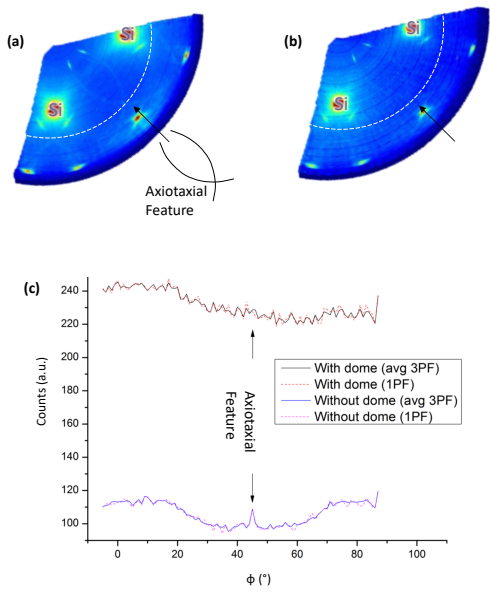 (a)
Si
Si
Axiotaxial
Feature
(b)
Si
Si
(c)
Counts (a.u.)
240
220
200
180
160
140
120
100
Axiotaxial
Feature
With dome (avg 3PF)
With dome (1PF)
Without dome (avg 3PF)
Without dome (1PF)
0
20
40
60
80
100
ϕ (°)